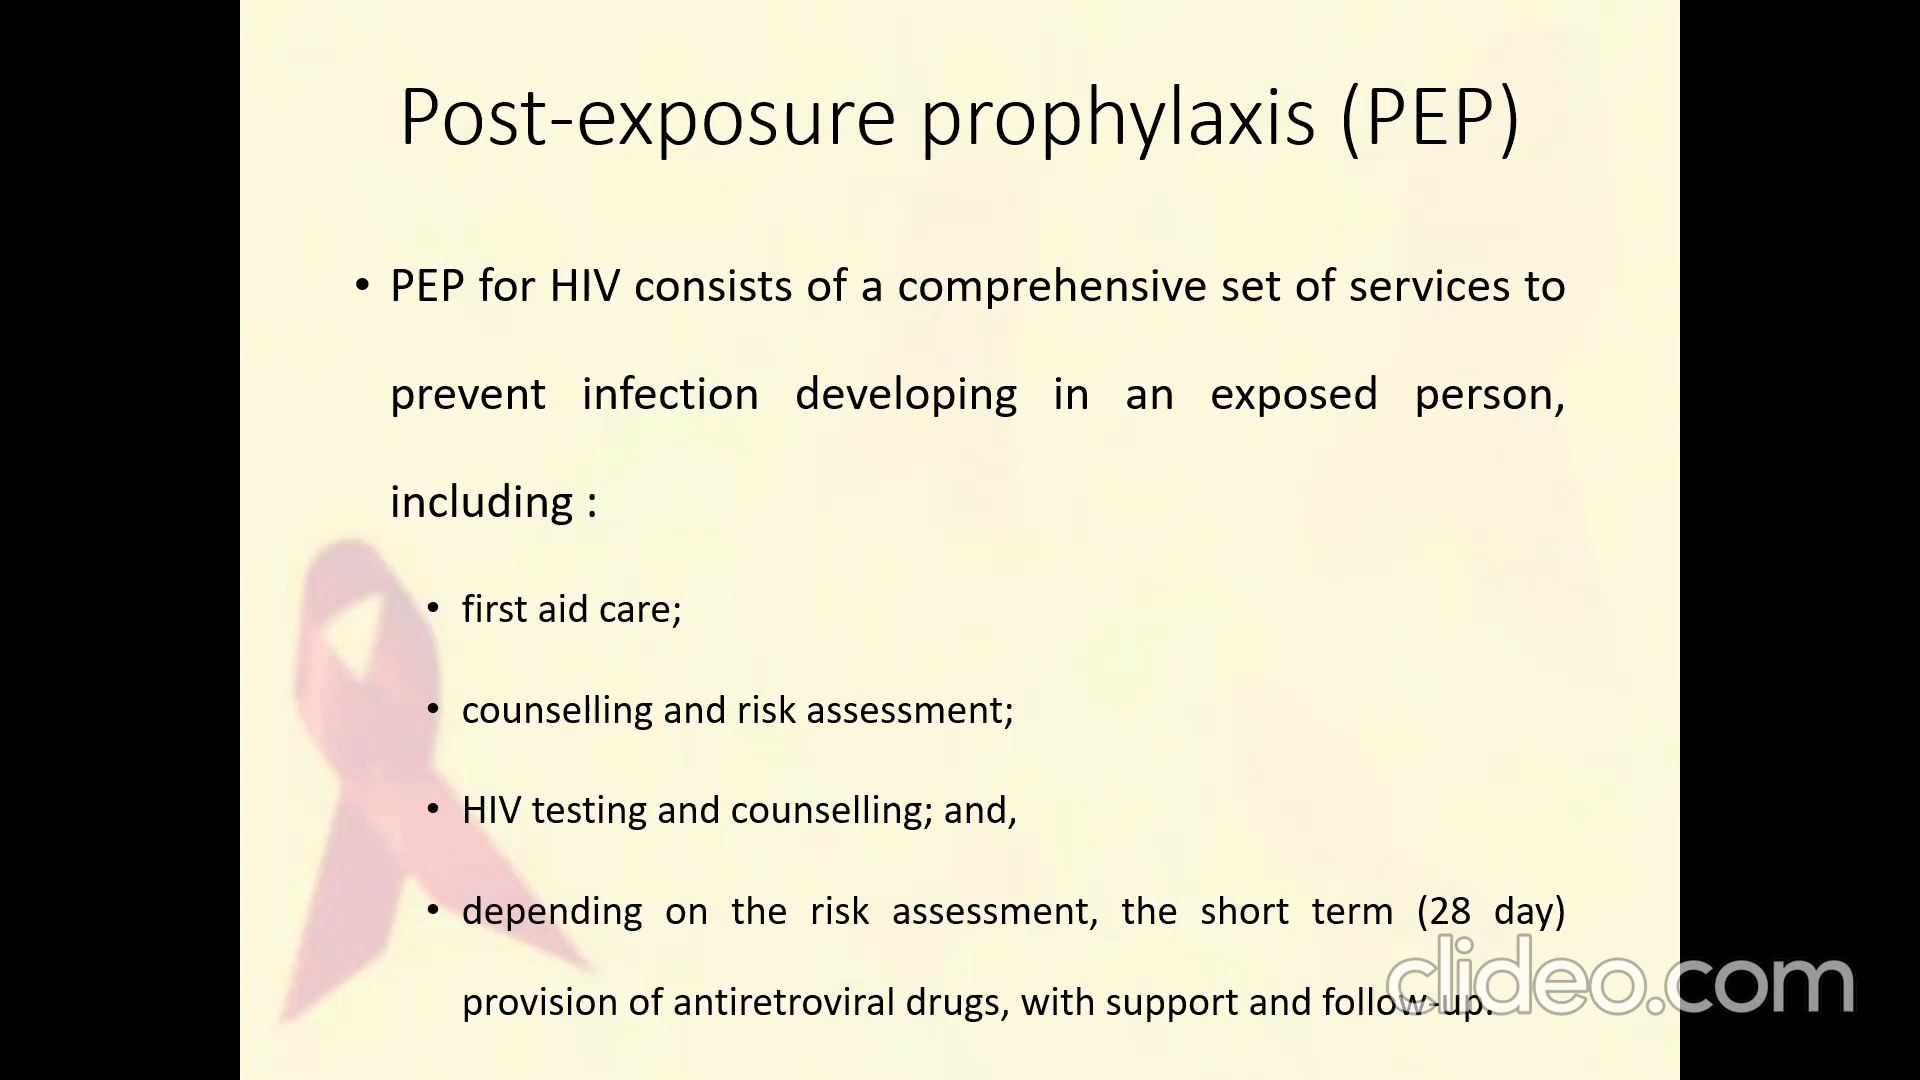 Post-exposure prophylaxis (PEP)
• PEP for HIV consists of a comprehensive set of services to
prevent infection developing in an exposed person,
including :
• first aid care;
• counselling and risk assessment;
• HIV testing and counselling; and,
• depending on the risk assessment, the short term (28 day)
provision of antiretroviral drugs, with support and follow-up.
clideo.com